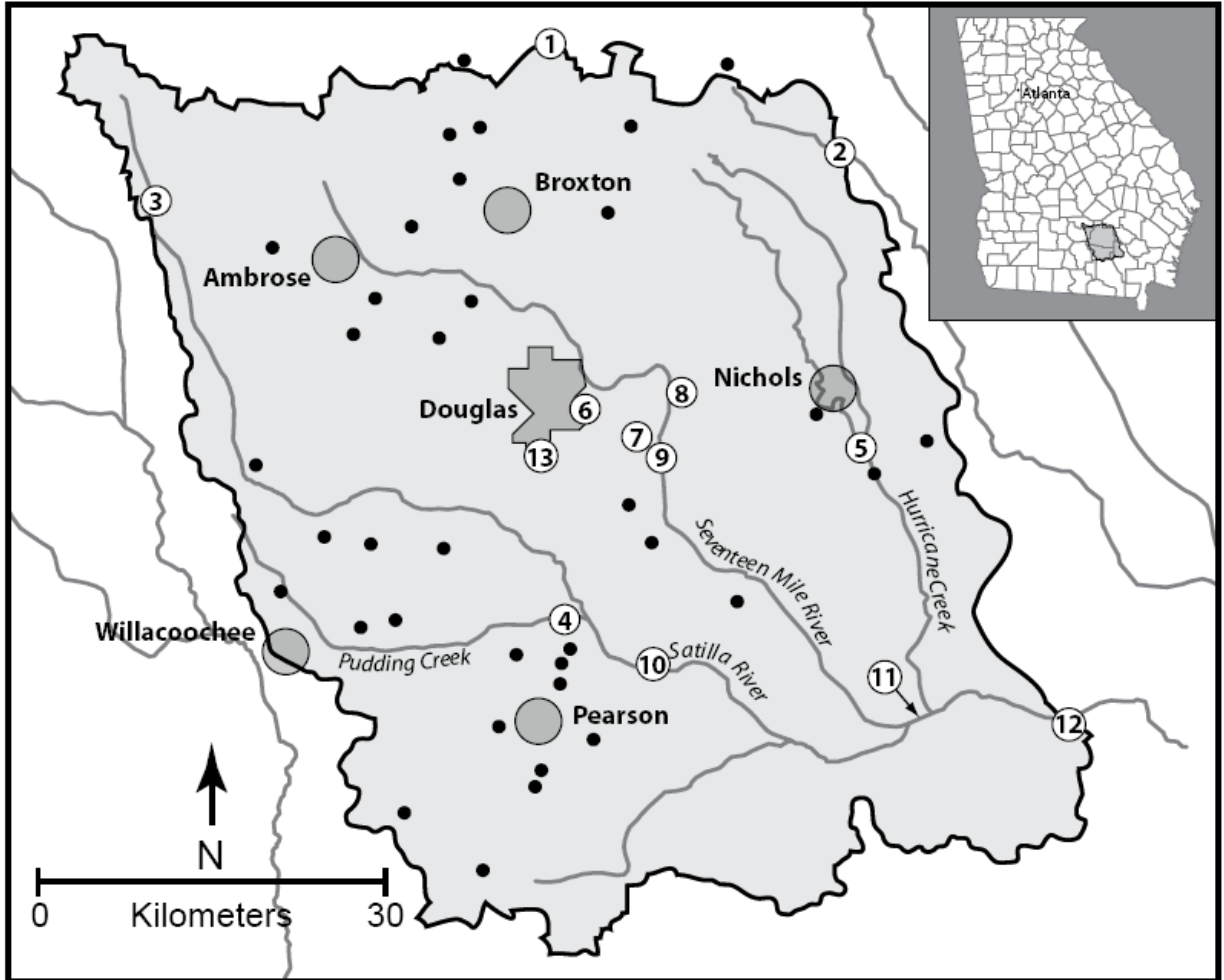 1
Atlanta
2
Broxton
3
Ambrose
Nichols
8
Douglas
6
7
5
13
9
Hurricane Creek
Seventeen Mile River
4
Willacoochee
Pudding Creek
10
Satilla River
11
Pearson
12
N
0 Kilometers 30